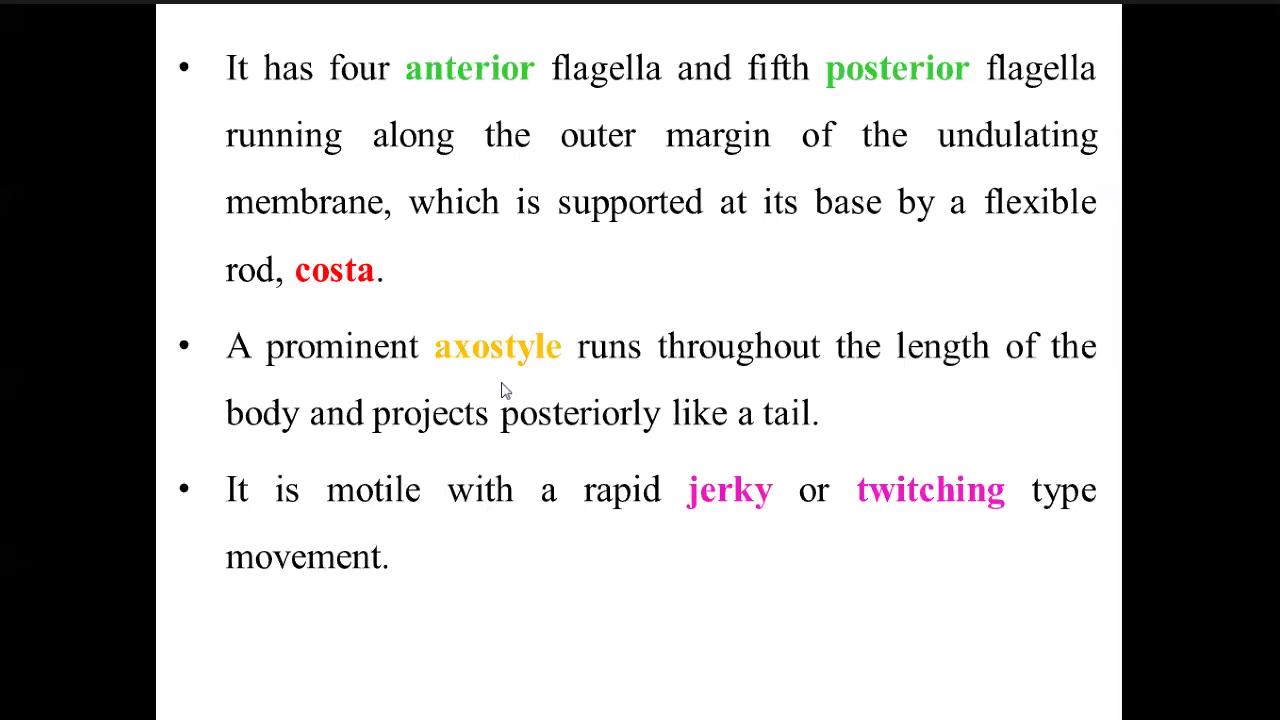 • It has four anterior flagella and fifth posterior flagella
running along the outer margin of the undulating
membrane, which is supported at its base by a flexible
rod, costa.
• A prominent axostyle runs throughout the length of the
body and projects posteriorly like a tail.
• It is motile with a rapid jerky or twitching type
movement.